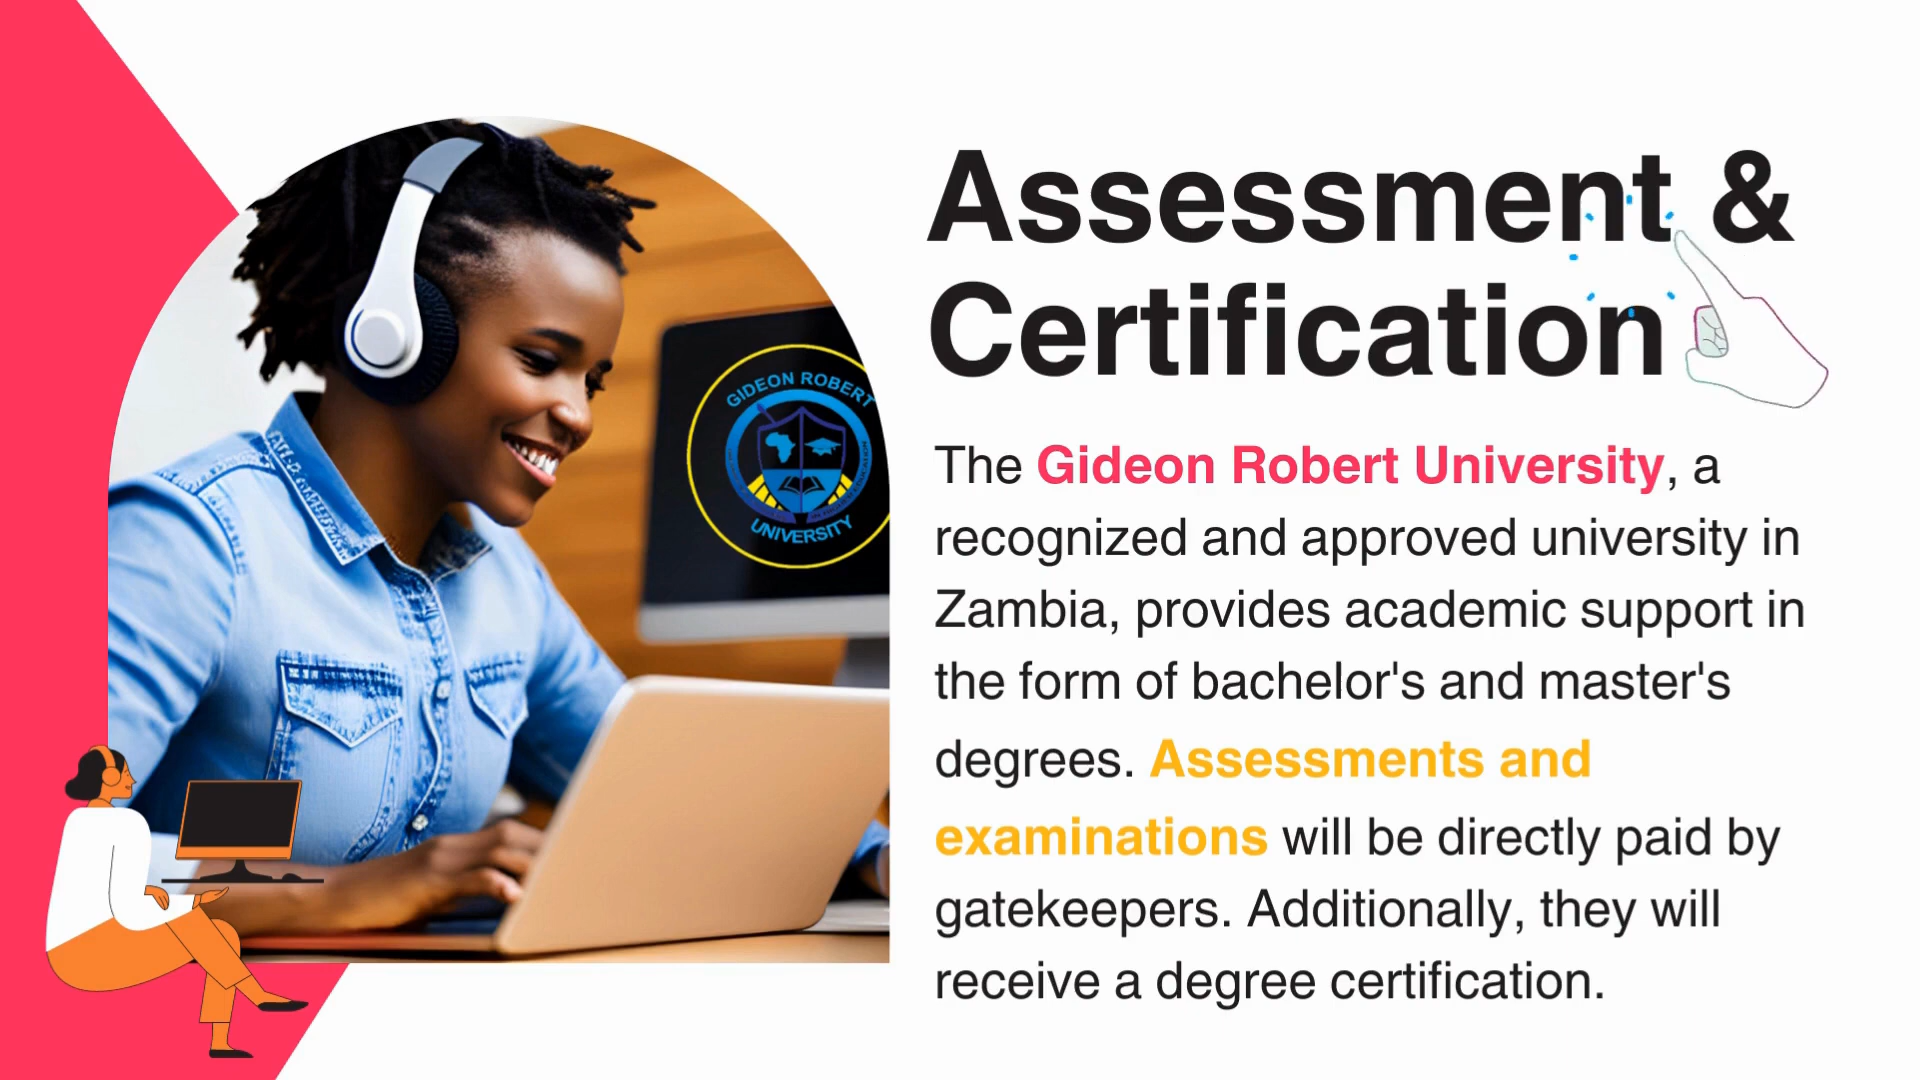 Assessment &
Certification
The Gideon Robert University, a
recognized and approved university in
Zambia, provides academic support in
the form of bachelor's and master's
degrees. Assessments and
examinations will be directly paid by
gatekeepers. Additionally, they will
receive a degree certification.
GIDEON ROBERT
UNIVERSITY